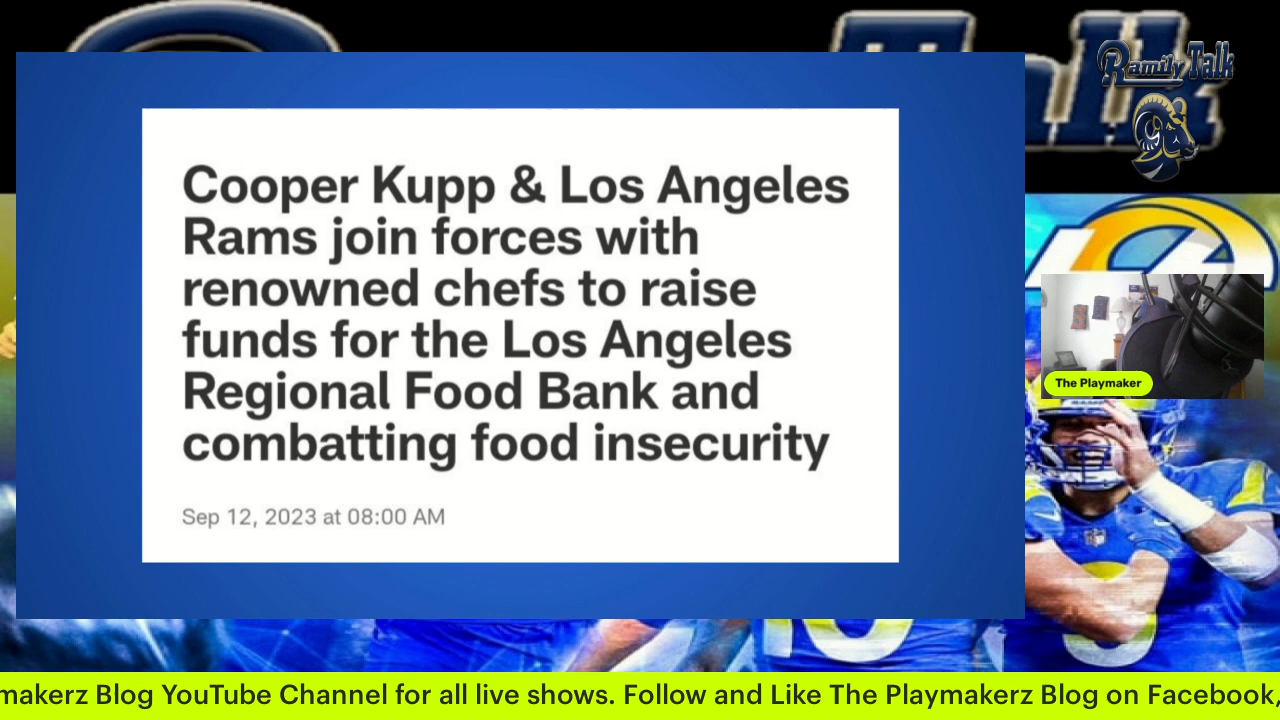 Ramily Talk
Cooper Kupp & Los Angeles
Rams join forces with
renowned chefs to raise
funds for the Los Angeles
Regional Food Bank and
combatting food insecurity
Sep 12, 2023 at 08:00 AM
The Playmaker
makerz Blog YouTube Channel for all live shows. Follow and Like The Playmakerz Blog on Facebook,